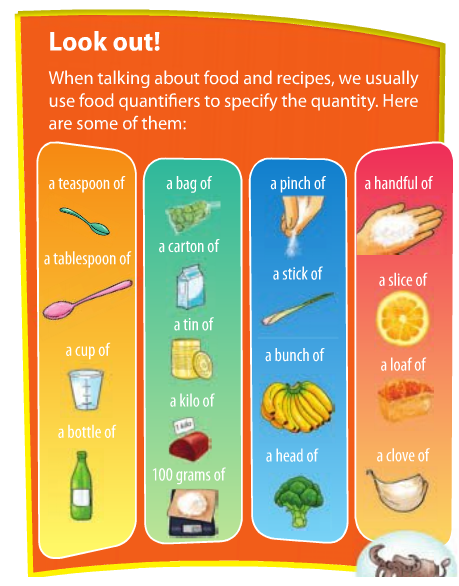 Look out!
When talking about food and recipes, we usually
use food quantifiers to specify the quantity. Here
are some of them:
a teaspoon of
a tablespoon of
a cup of
a bottle of
a bag of
a carton of
a tin of
a kilo of
1 kilo
100 grams of
a pinch of
a stick of
a bunch of
a head of
a handful of
a slice of
a loaf of
a clove of